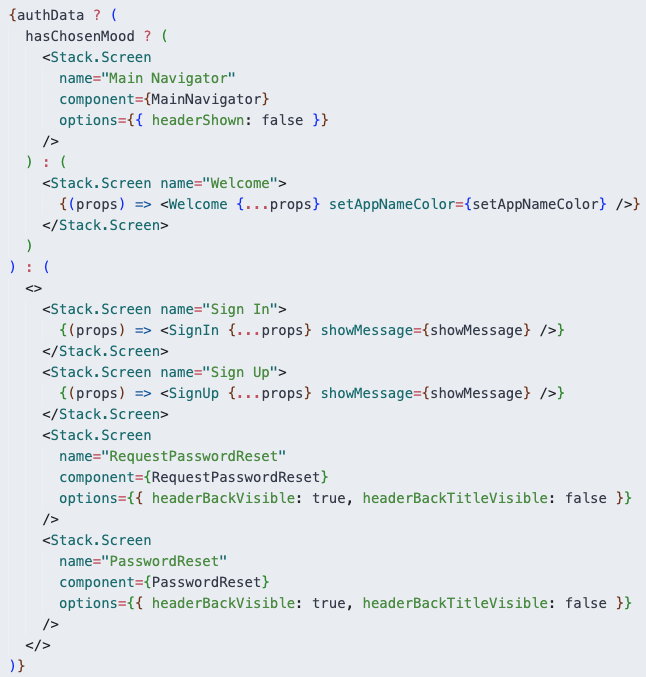 {authData ? (
  hasChosenMood ? (
    <Stack.Screen
      name="Main Navigator"
      component={MainNavigator}
      options={{ headerShown: false }}
    />
  ) : (
    <Stack.Screen name="Welcome">
      {(props) => <Welcome {...props} setAppNameColor={setAppNameColor} />}
    </Stack.Screen>
  )
) : (
  <>
    <Stack.Screen name="Sign In">
      {(props) => <SignIn {...props} showMessage={showMessage} />}
    </Stack.Screen>
    <Stack.Screen name="Sign Up">
      {(props) => <SignUp {...props} showMessage={showMessage} />}
    </Stack.Screen>
    <Stack.Screen
      name="RequestPasswordReset"
      component={RequestPasswordReset}
      options={{ headerBackVisible: true, headerBackTitleVisible: false }}
    />
    <Stack.Screen
      name="PasswordReset"
      component={PasswordReset}
      options={{ headerBackVisible: true, headerBackTitleVisible: false }}
    />
  </>
)}